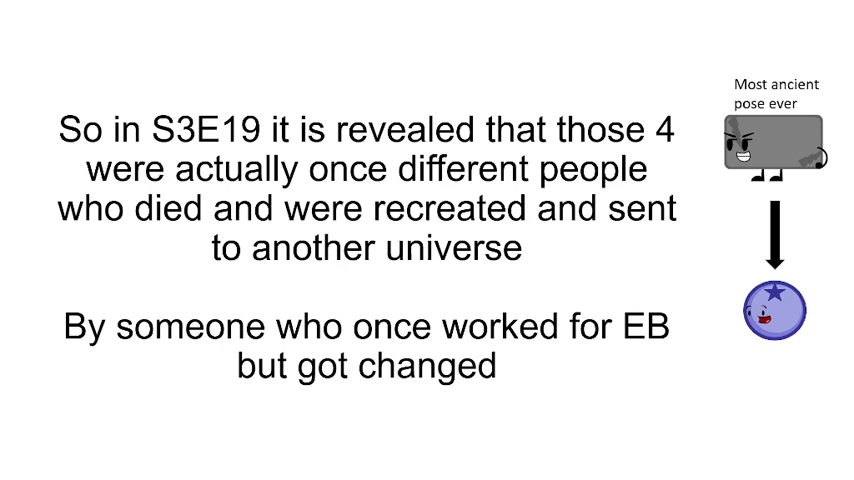 Most ancient
pose ever
So in S3E19 it is revealed that those 4
were actually once different people
who died and were recreated and sent
to another universe
By someone who once worked for EB
but got changed